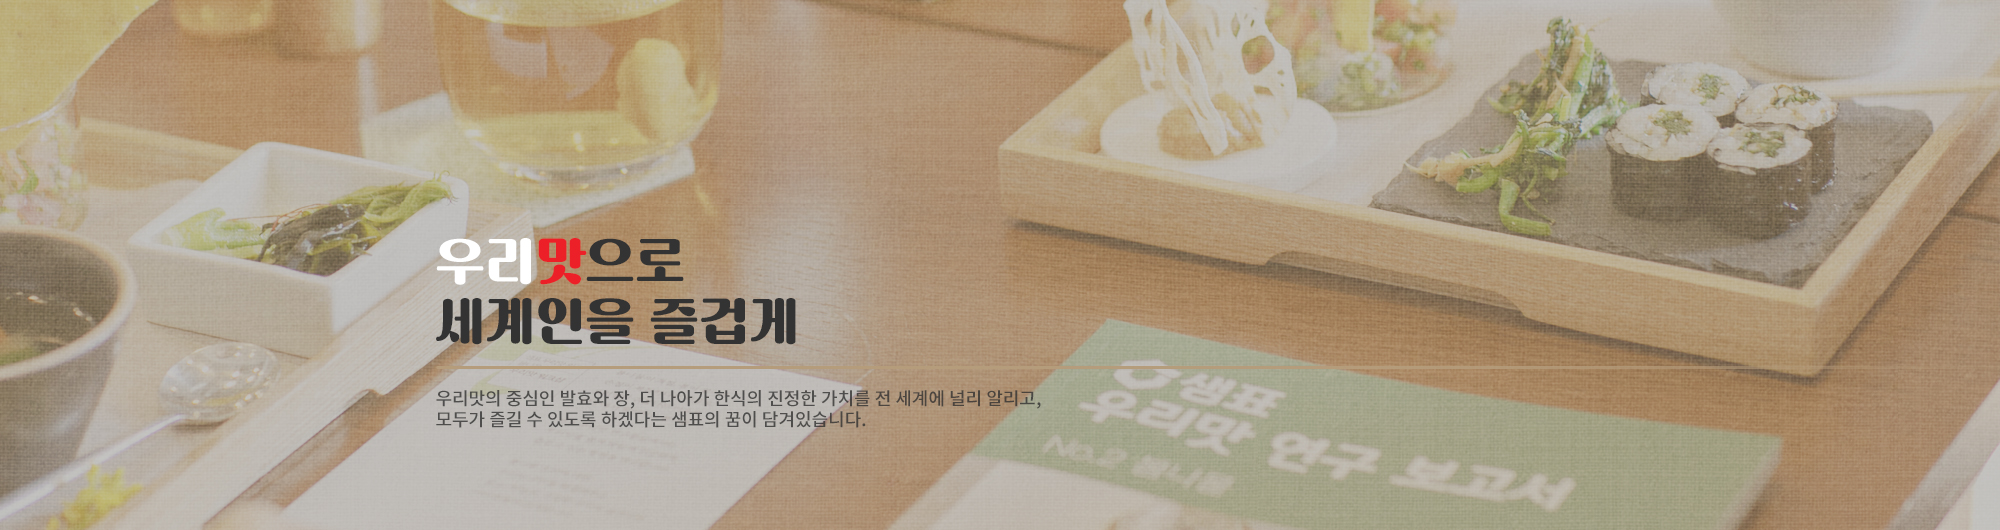 우리맛으로
세계인을 즐겁게
우리맛의 중심인 발효와 장, 더 나아가 한식의 진정한 가치를 전 세계에 널리 알리고,
모두가 즐길 수 있도록 하겠다는 샘표의 꿈이 담겨있습니다.
샘표
우리맛 연구 보고서
No.2 봄나물